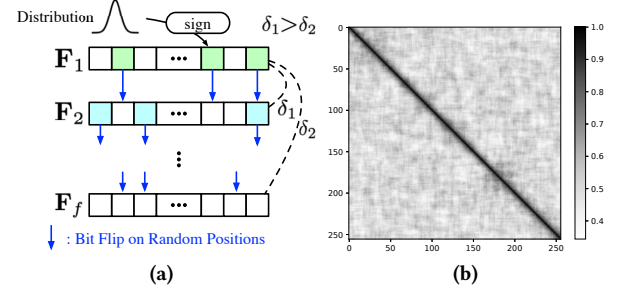 Distribution
sign
δ₁>δ₂
F₁
•••
F₂
•••
δ₁
δ₂
F_f
•••
: Bit Flip on Random Positions
(a)
0
50
100
150
200
250
0
50
100
150
200
250
1.0
0.9
0.8
0.7
0.6
0.5
0.4
(b)